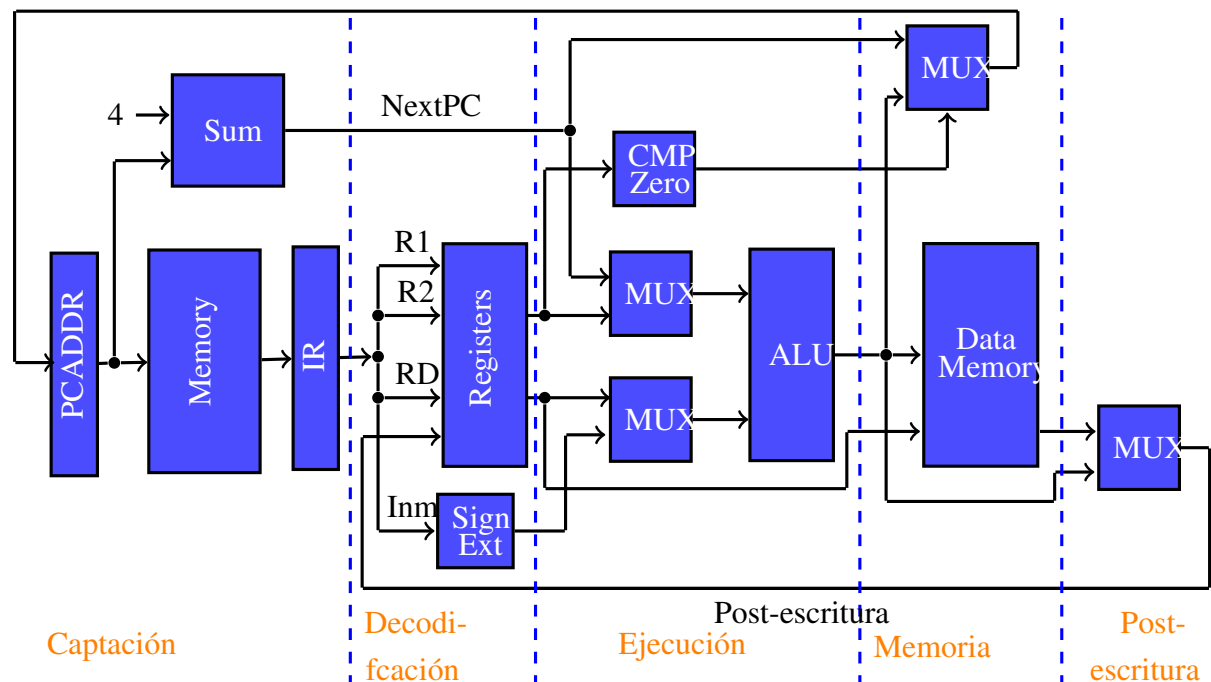 MUX
NextPC
4
Sum
CMP
Zero
R1
R2
RD
Inm
PCADDR
Memory
IR
Registers
MUX
MUX
ALU
Data
Memory
MUX
Sign
Ext
Post-escritura
Captación
Decodi-
fcación
Ejecución
Memoria
Post-
escritura